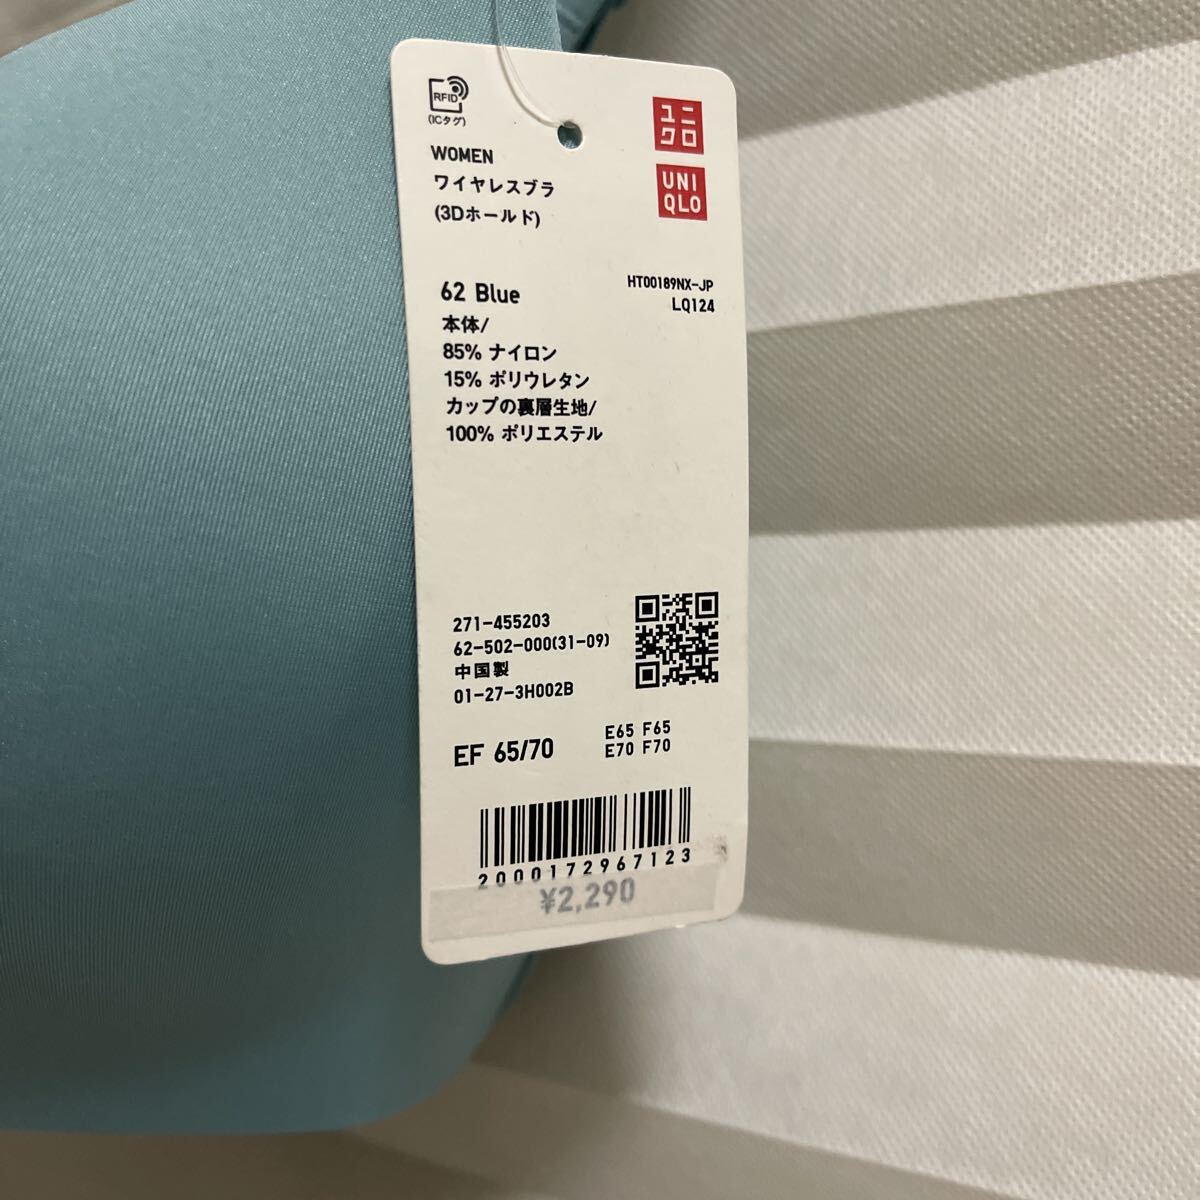 RFID
(ICタグ)
ユニ
クロ
UNI
QLO
WOMEN
ワイヤレスブラ
(3Dホールド)
HT00189NX-JP
LQ124
62 Blue
本体/
85% ナイロン
15% ポリウレタン
カップの裏層生地/
100% ポリエステル
271-455203
62-502-000(31-09)
中国製
01-27-3H002B
EF 65/70
E65 F65
E70 F70
2000172967123
¥2,290